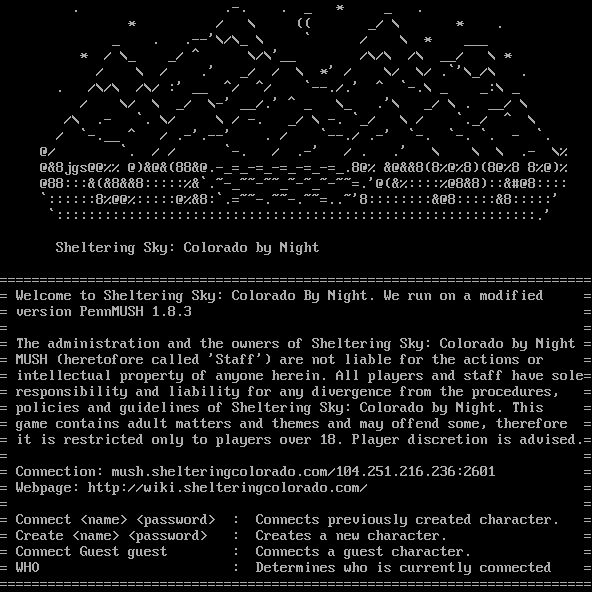 jgs
Sheltering Sky: Colorado by Night
Welcome to Sheltering Sky: Colorado By Night. We run on a modified
version PennMUSH 1.8.3
The administration and the owners of Sheltering Sky: Colorado by Night
MUSH (heretofore called 'Staff') are not liable for the actions or
intellectual property of anyone herein. All players and staff have sole
responsibility and liability for any divergence from the procedures,
policies and guidelines of Sheltering Sky: Colorado by Night. This
game contains adult matters and themes and may offend some, therefore
it is restricted only to players over 18. Player discretion is advised.
Connection: mush.shelteringcolorado.com/104.251.216.236:2601
Webpage: http://wiki.shelteringcolorado.com/
Connect <name> <password>  :  Connects previously created character.
Create <name> <password>   :  Creates a new character.
Connect Guest guest        :  Connects a guest character.
WHO                        :  Determines who is currently connected